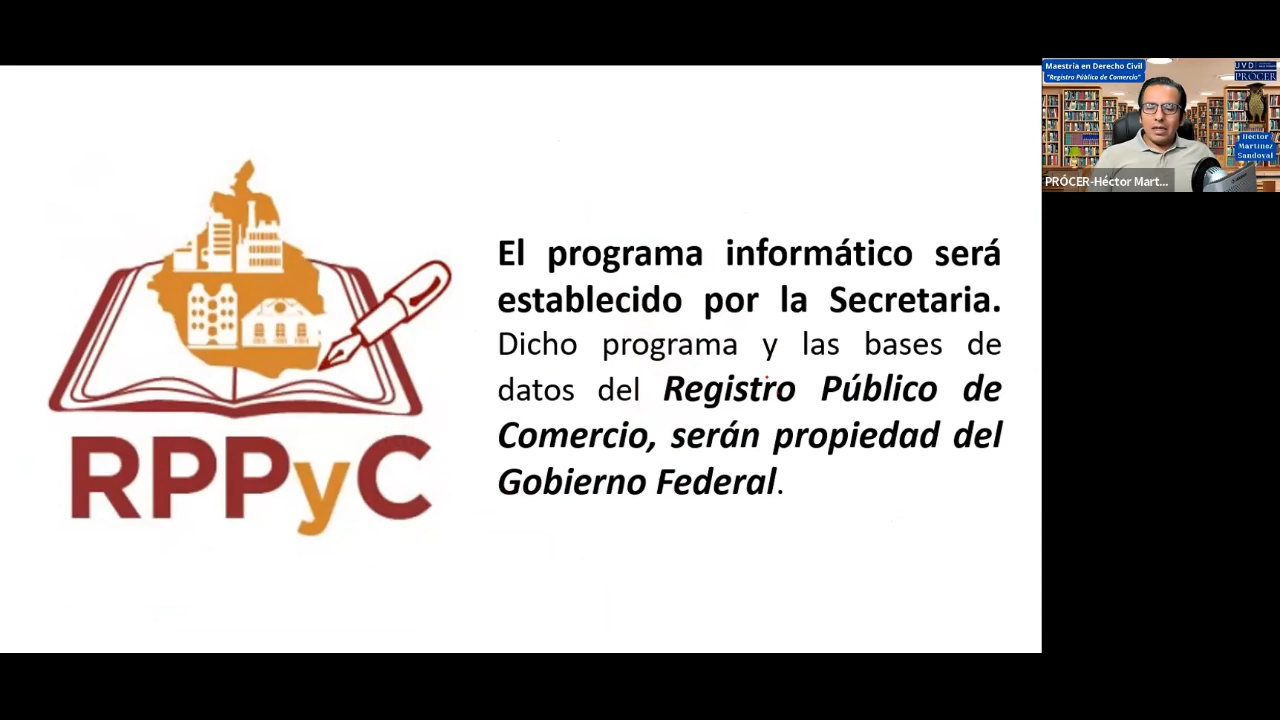 El programa informático será
establecido por la Secretaria.
Dicho programa y las bases de
datos del Registro Público de
Comercio, serán propiedad del
Gobierno Federal.
RPPyC
Maestría en Derecho Civil
"Registro Público de Comercio"
UVD
PROCER
Héctor
Martínez
Sandoval
PRÓCER-Héctor Mart...